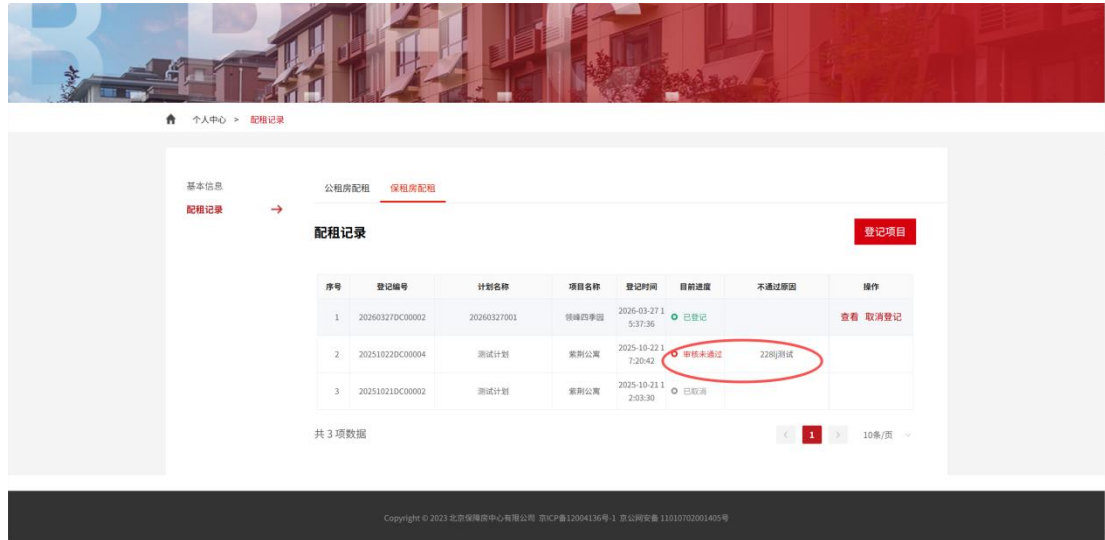 BPHC
个人中心 > 配租记录
基本信息
公租房配租 保租房配租
配租记录
配租记录
登记项目
序号 登记编号 计划名称 项目名称 登记时间 目前进度 不通过原因 操作
1 20260327DC00002 20260327001 领峰四季园 2026-03-27 1 已登记 查看 取消登记
5:37:36
2 20251022DC00004 测试计划 紫荆公寓 2025-10-22 1 审核未通过 228lj测试
7:20:42
3 20251021DC00002 测试计划 紫荆公寓 2025-10-21 1 已取消
2:03:30
共 3 项数据
< 1 > 10条/页
Copyright © 2023 北京保障房中心有限公司 京ICP备12004136号-1 京公网安备 11010702001405号